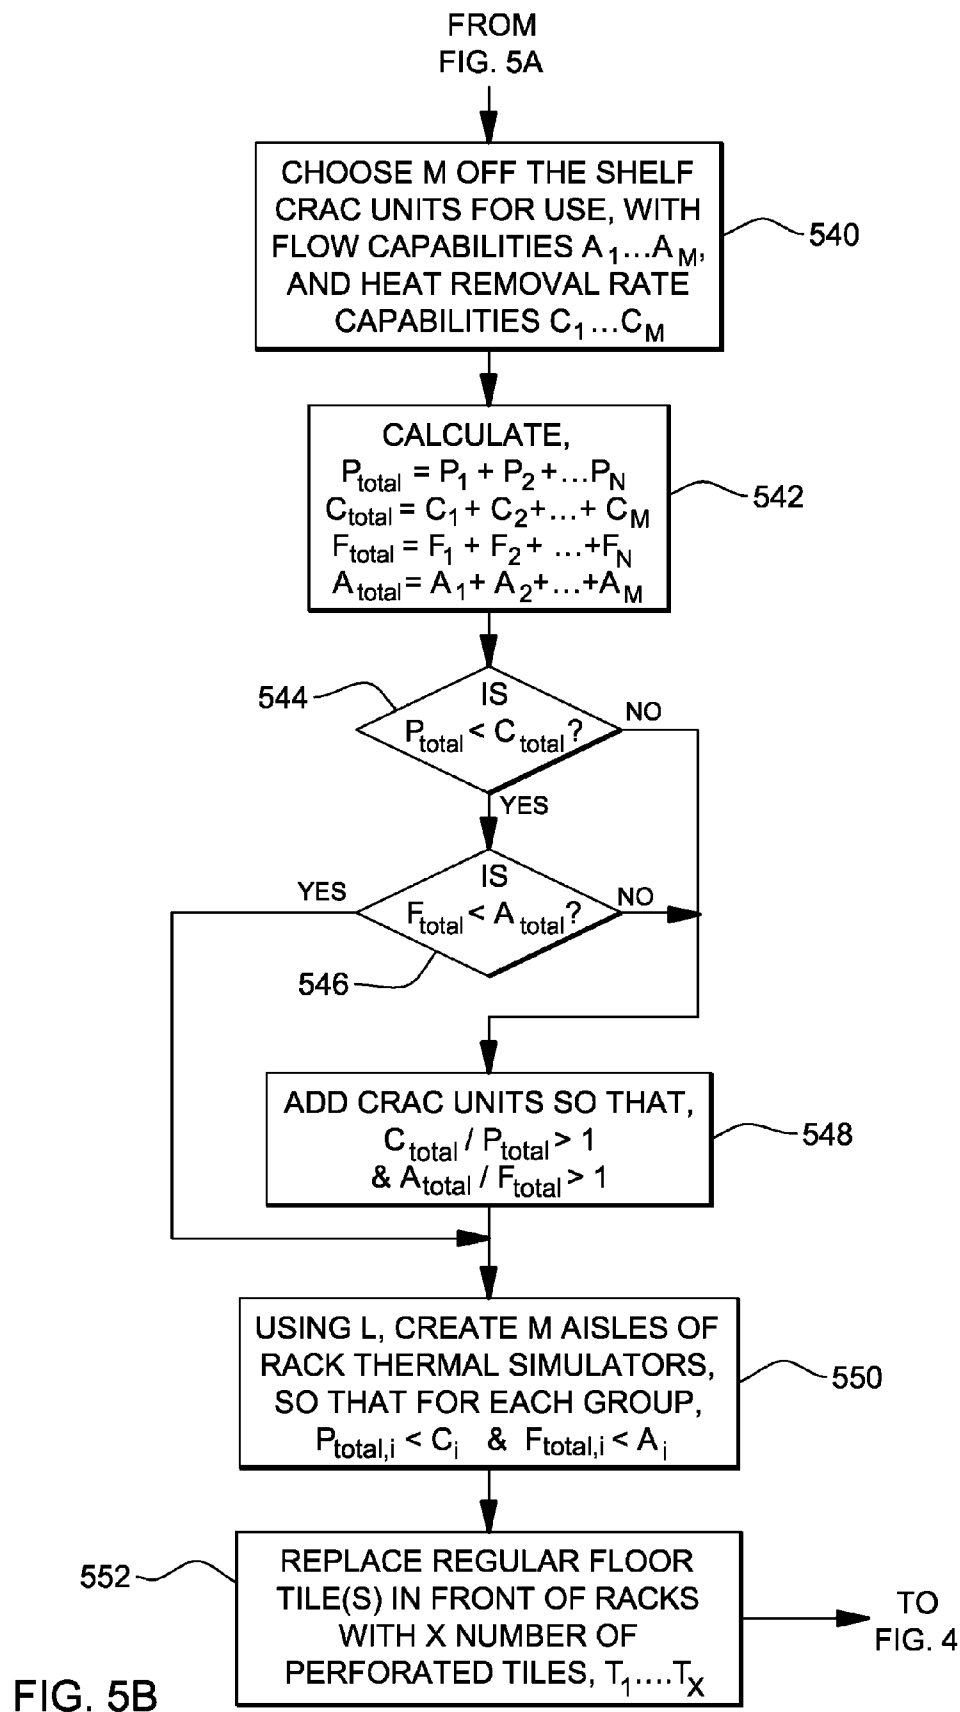 FROM
FIG. 5A
CHOOSE M OFF THE SHELF
CRAC UNITS FOR USE, WITH
FLOW CAPABILITIES A1...AM,
AND HEAT REMOVAL RATE
CAPABILITIES C1...CM
540
CALCULATE,
Ptotal = P1 + P2 +...PN
Ctotal = C1 + C2+...+ CM
Ftotal = F1 + F2 + ...+FN
Atotal = A1+ A2+...+AM
542
544
IS
Ptotal < Ctotal?
NO
YES
IS
Ftotal < Atotal?
YES
NO
546
ADD CRAC UNITS SO THAT,
Ctotal / Ptotal > 1
& Atotal / Ftotal > 1
548
USING L, CREATE M AISLES OF
RACK THERMAL SIMULATORS,
SO THAT FOR EACH GROUP,
Ptotal,i < Ci & Ftotal,i < Ai
550
552
REPLACE REGULAR FLOOR
TILE(S) IN FRONT OF RACKS
WITH X NUMBER OF
PERFORATED TILES, T1....TX
TO
FIG. 4
FIG. 5B